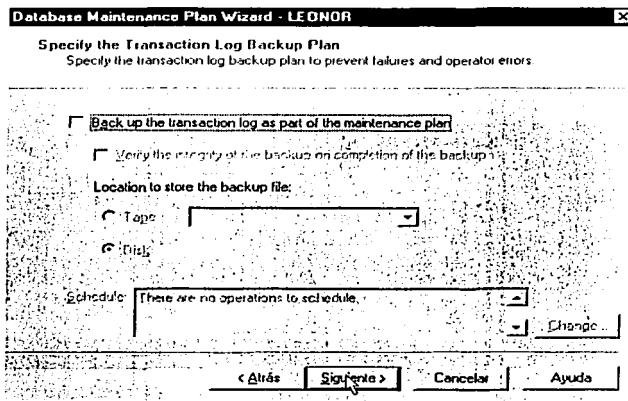 Database Maintenance Plan Wizard - LEONOR
Specify the Transaction Log Backup Plan
Specify the transaction log backup plan to prevent failures and operator errors.
Back up the transaction log as part of the maintenance plan
Verify the integrity of the backup on completion of the backup
Location to store the backup file:
Tape
Disk
Schedule: There are no operations to schedule.
Change...
< Atrás Siguiente > Cancelar Ayuda